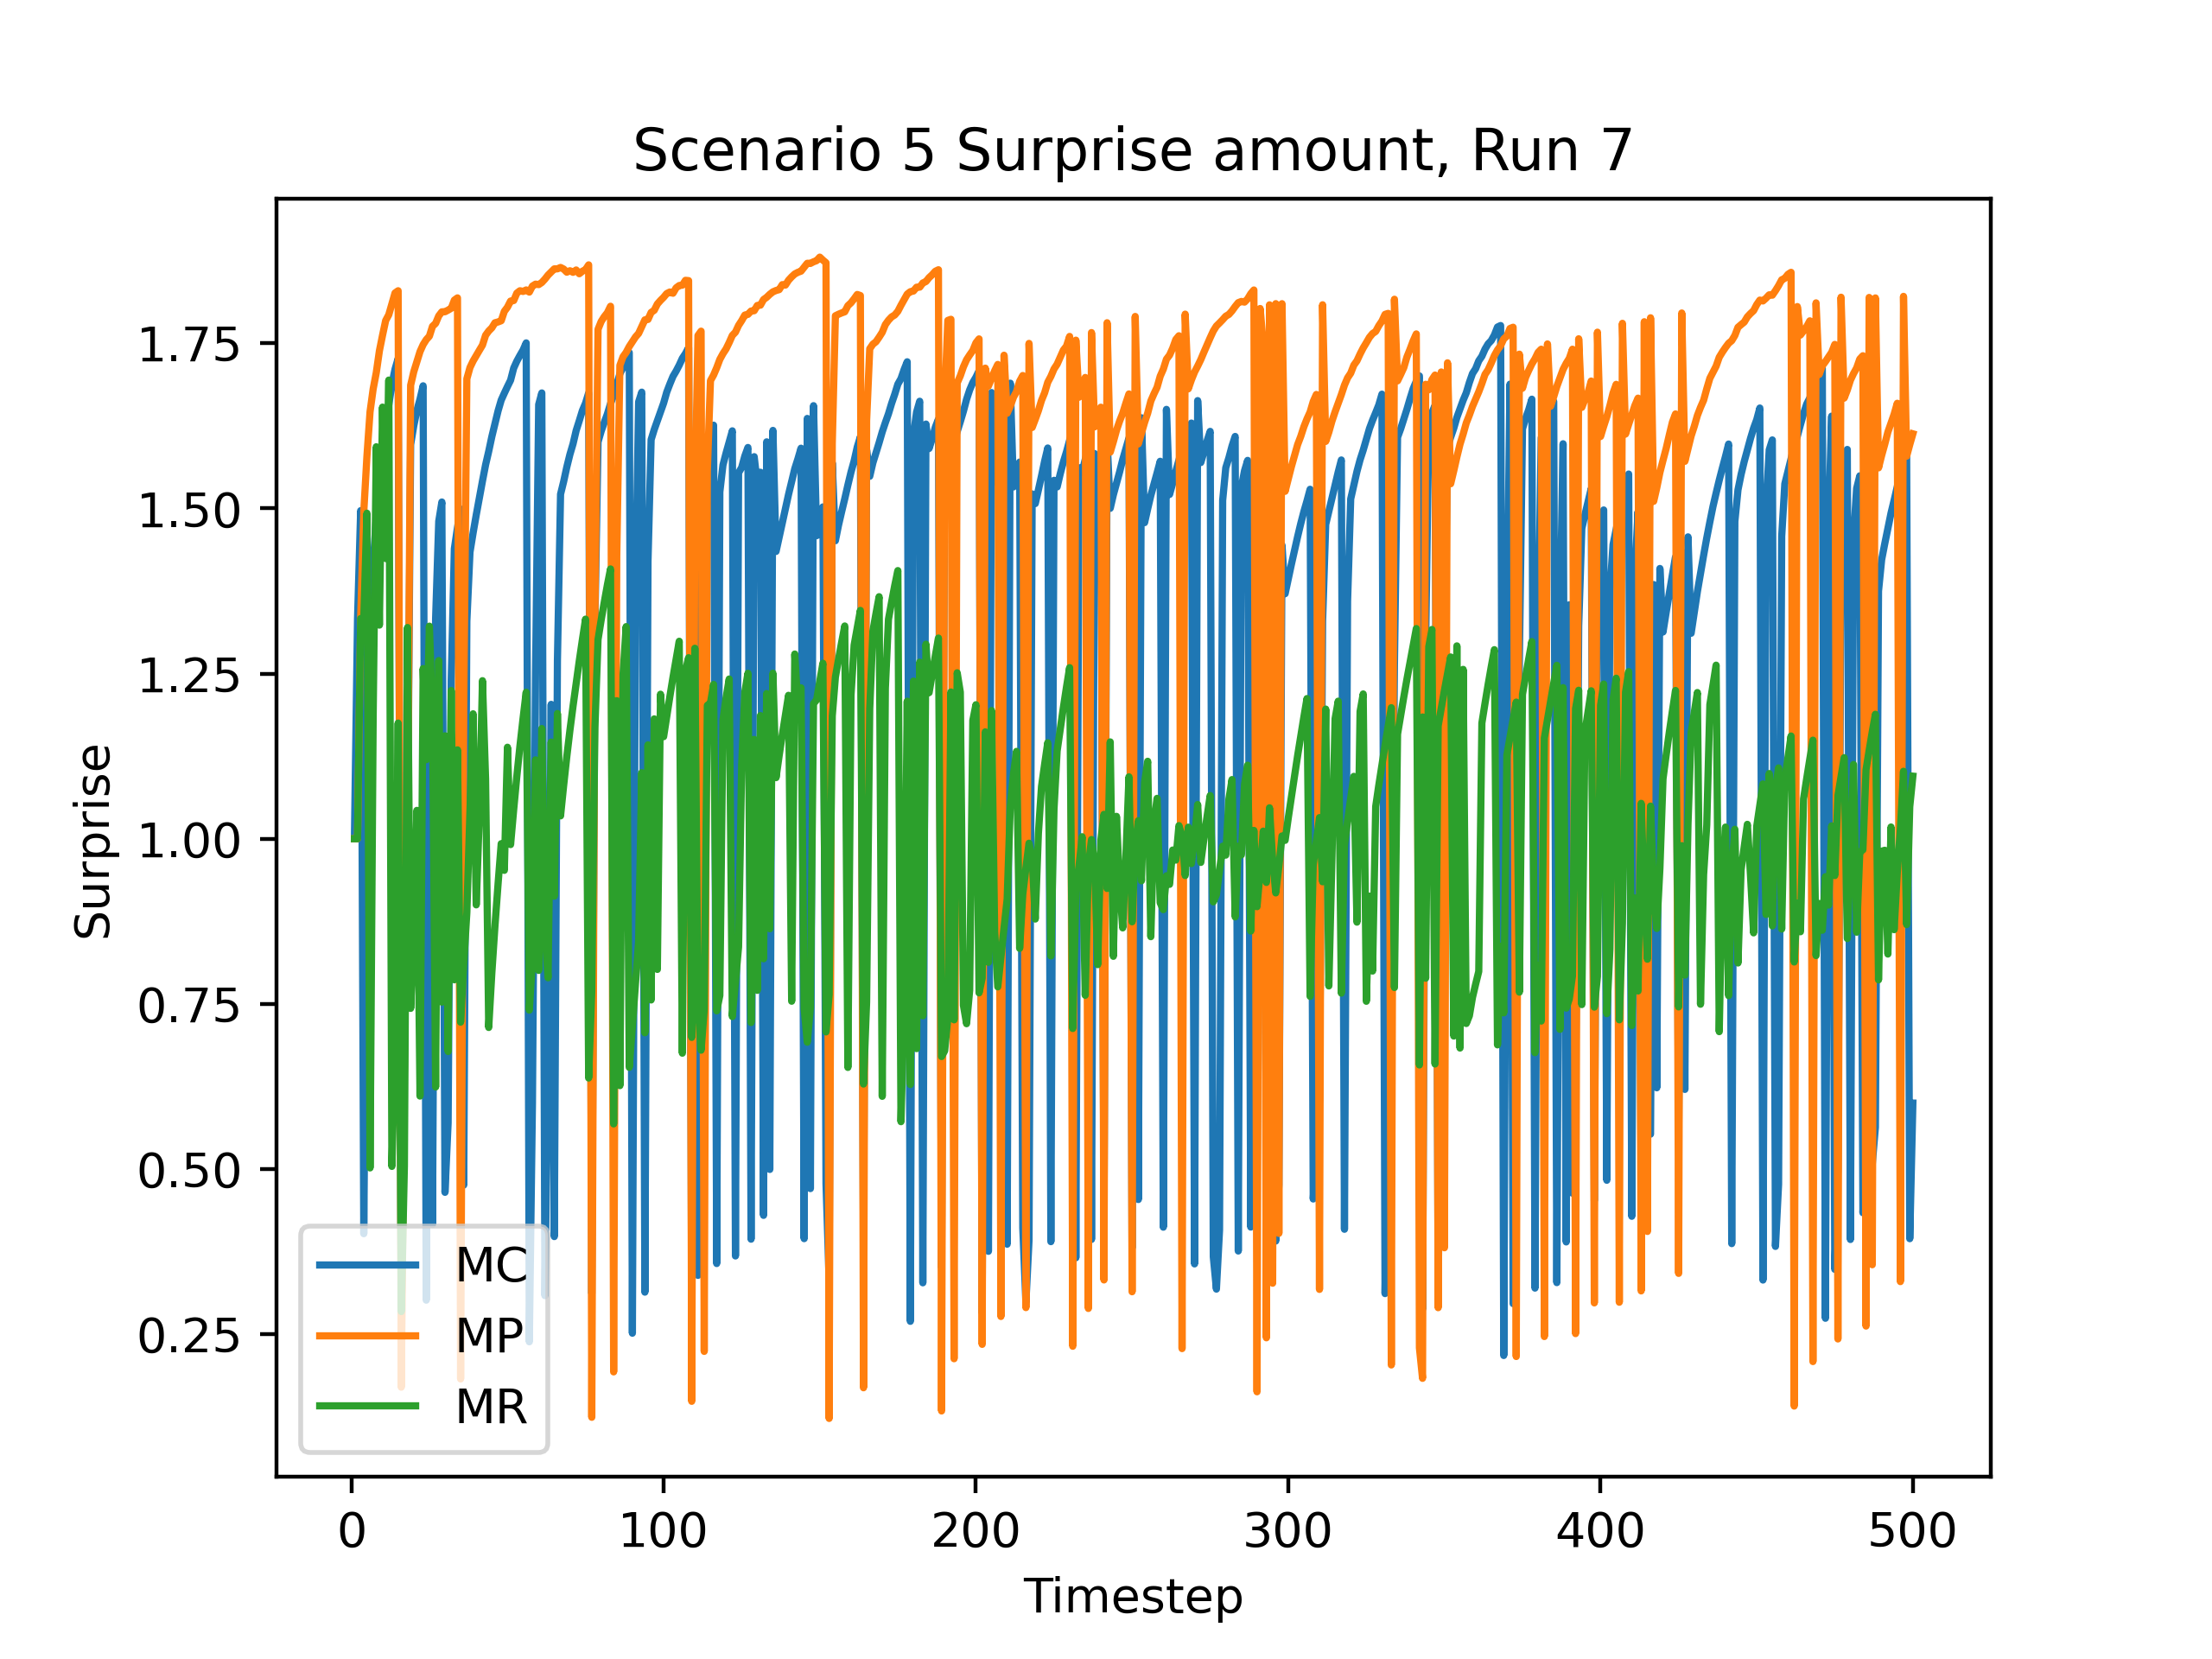 Scenario 5 Surprise amount, Run 7
Surprise
1.75
1.50
1.25
1.00
0.75
0.50
0.25
MC
MP
MR
0 100 200 300 400 500
Timestep